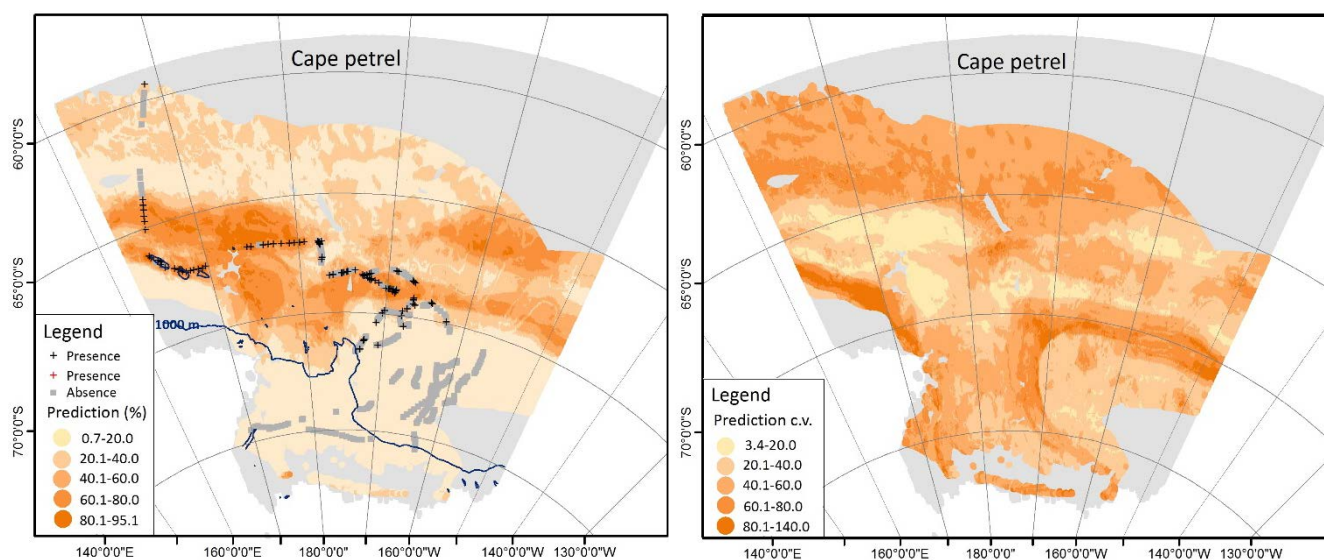 Cape petrel
60°0'0"S
65°0'0"S
70°0'0"S
1000 m
Legend
Presence
Presence
Absence
Prediction (%)
0.7-20.0
20.1-40.0
40.1-60.0
60.1-80.0
80.1-95.1
140°0'0"E
160°0'0"E
180°0'0"
160°0'0"W
130°0'0"W
Cape petrel
60°0'0"S
65°0'0"S
70°0'0"S
Legend
Prediction c.v.
3.4-20.0
20.1-40.0
40.1-60.0
60.1-80.0
80.1-140.0
140°0'0"E
160°0'0"E
180°0'0"
160°0'0"W
140°0'0"W
130°0'0"W